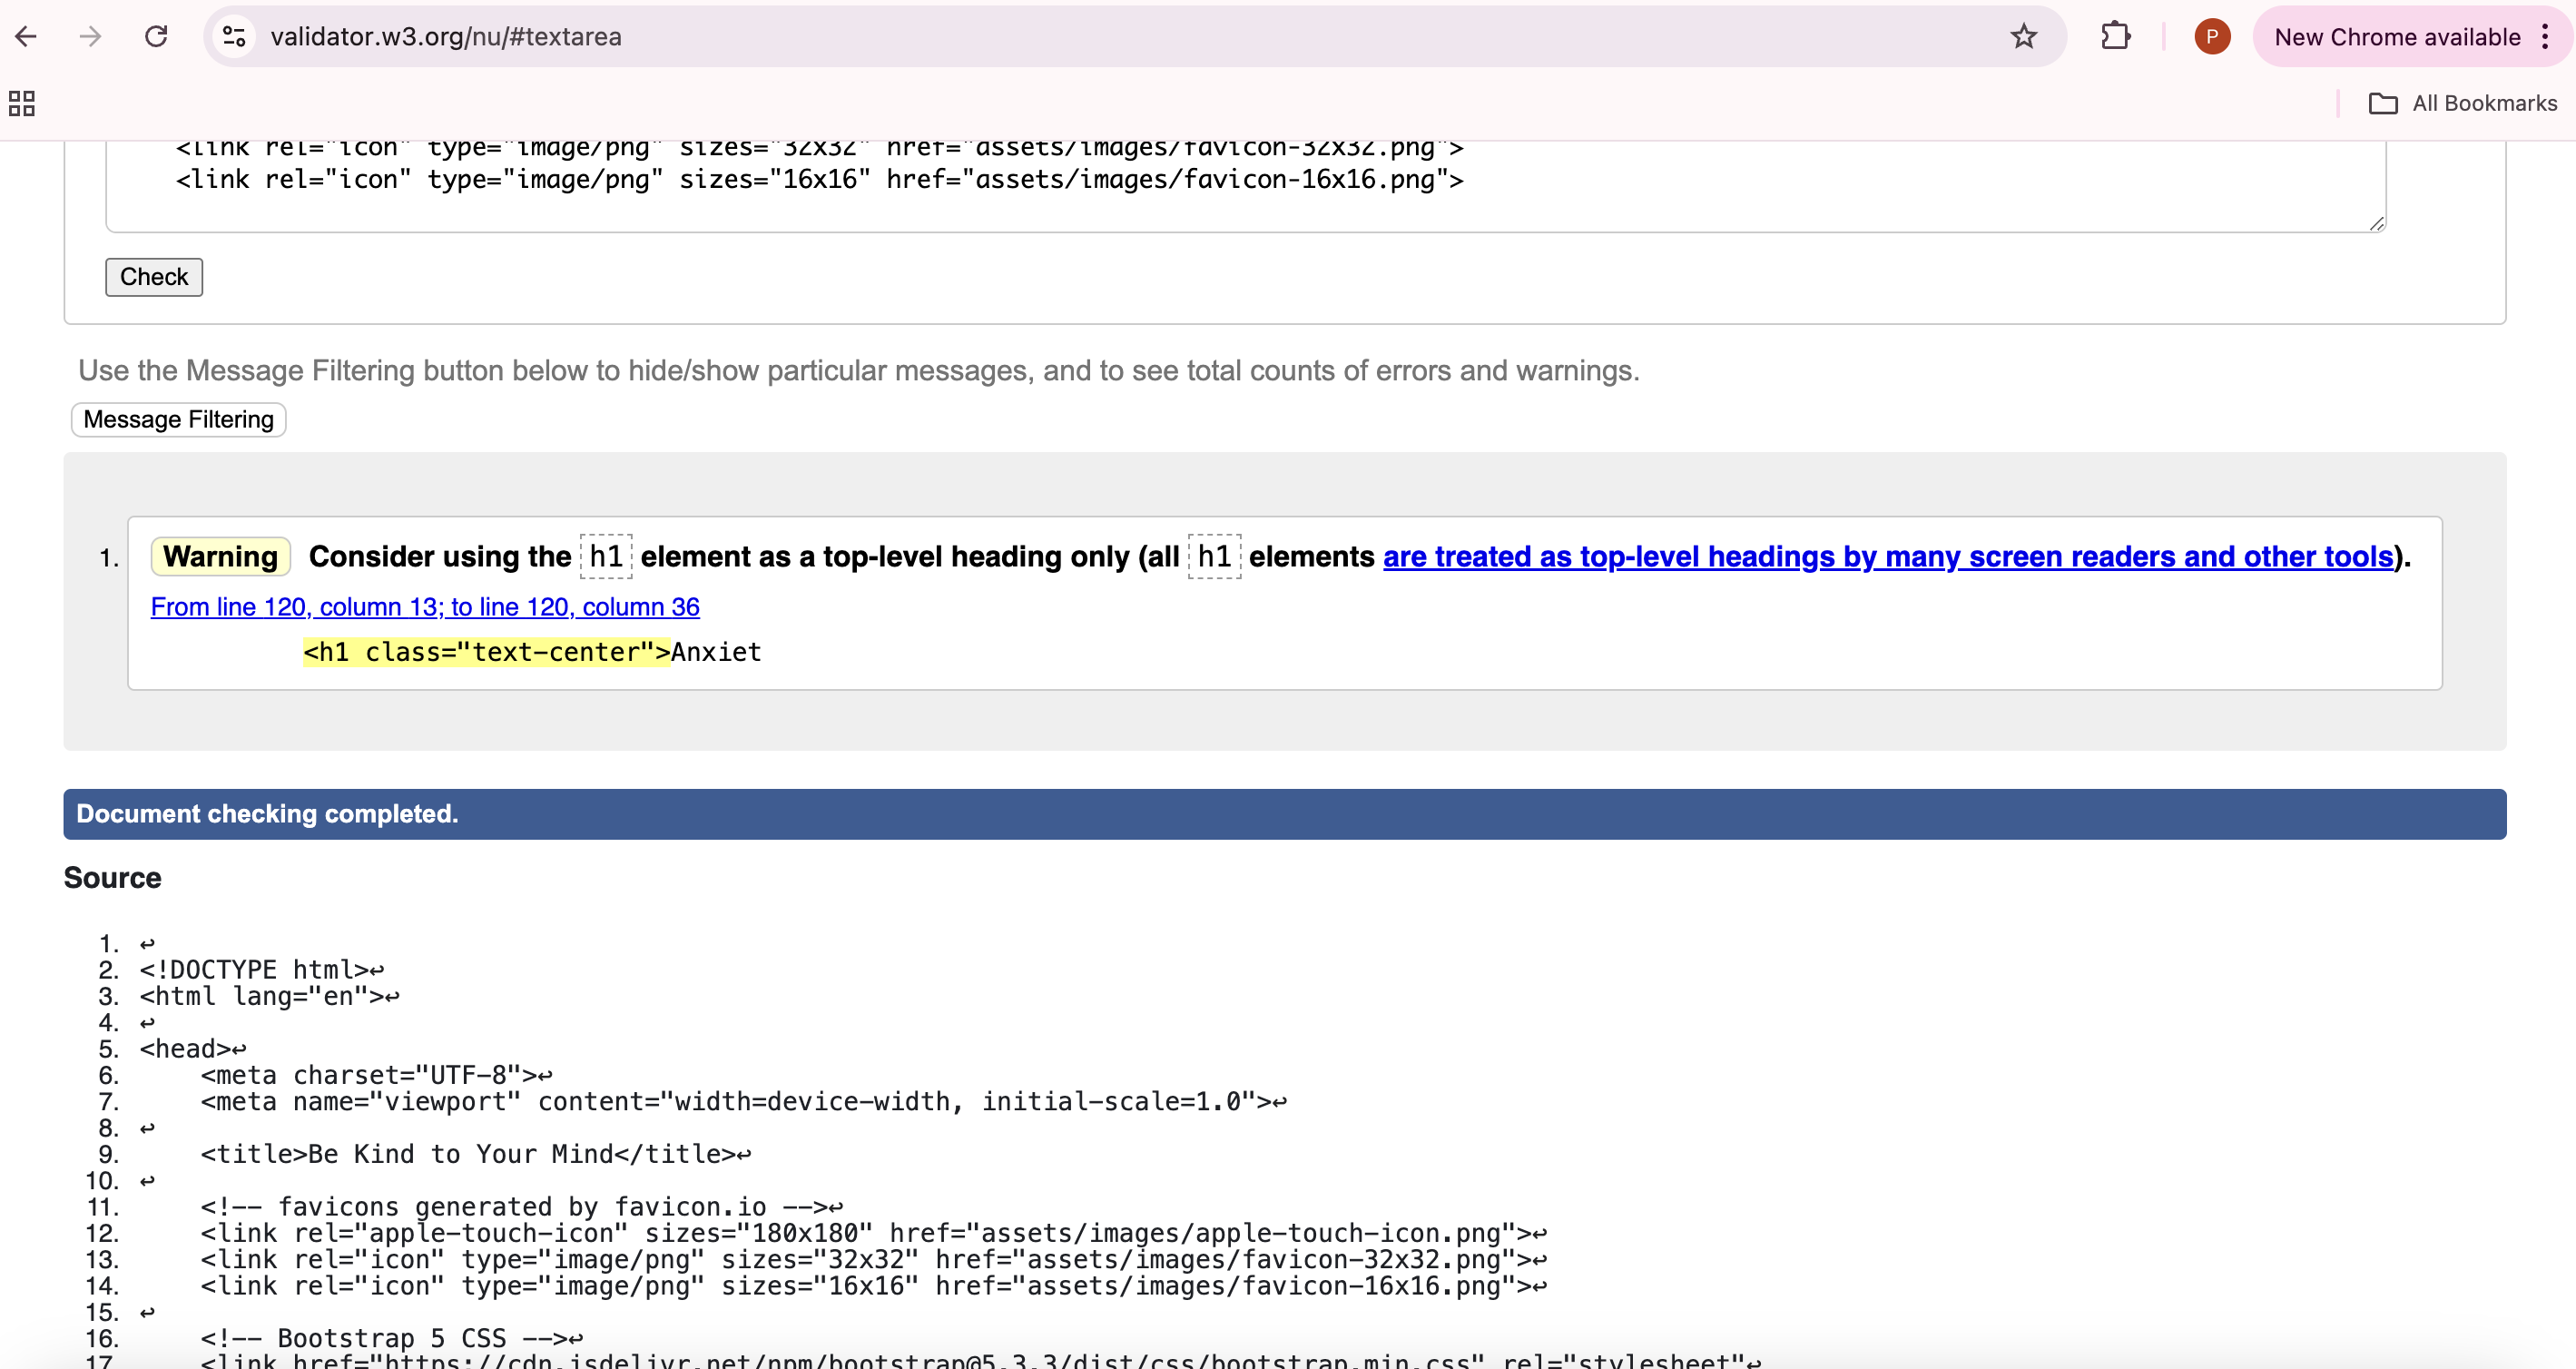 validator.w3.org/nu/#textarea
P
New Chrome available
All Bookmarks
<link rel="icon" type="image/png" sizes="32x32" href="assets/images/favicon-32x32.png">
<link rel="icon" type="image/png" sizes="16x16" href="assets/images/favicon-16x16.png">
Check
Use the Message Filtering button below to hide/show particular messages, and to see total counts of errors and warnings.
Message Filtering
1. Warning Consider using the h1 element as a top-level heading only (all h1 elements are treated as top-level headings by many screen readers and other tools).
From line 120, column 13; to line 120, column 36
<h1 class="text-center">Anxiet
Document checking completed.
Source
1. ↩
2. <!DOCTYPE html>↩
3. <html lang="en">↩
4. ↩
5. <head>↩
6. <meta charset="UTF-8">↩
7. <meta name="viewport" content="width=device-width, initial-scale=1.0">↩
8. ↩
9. <title>Be Kind to Your Mind</title>↩
10. ↩
11. <!-- favicons generated by favicon.io -->↩
12. <link rel="apple-touch-icon" sizes="180x180" href="assets/images/apple-touch-icon.png">↩
13. <link rel="icon" type="image/png" sizes="32x32" href="assets/images/favicon-32x32.png">↩
14. <link rel="icon" type="image/png" sizes="16x16" href="assets/images/favicon-16x16.png">↩
15. ↩
16. <!-- Bootstrap 5 CSS -->↩
17. <link href="https://cdn.jsdelivr.net/npm/bootstrap@5.3.3/dist/css/bootstrap.min.css" rel="stylesheet"↩